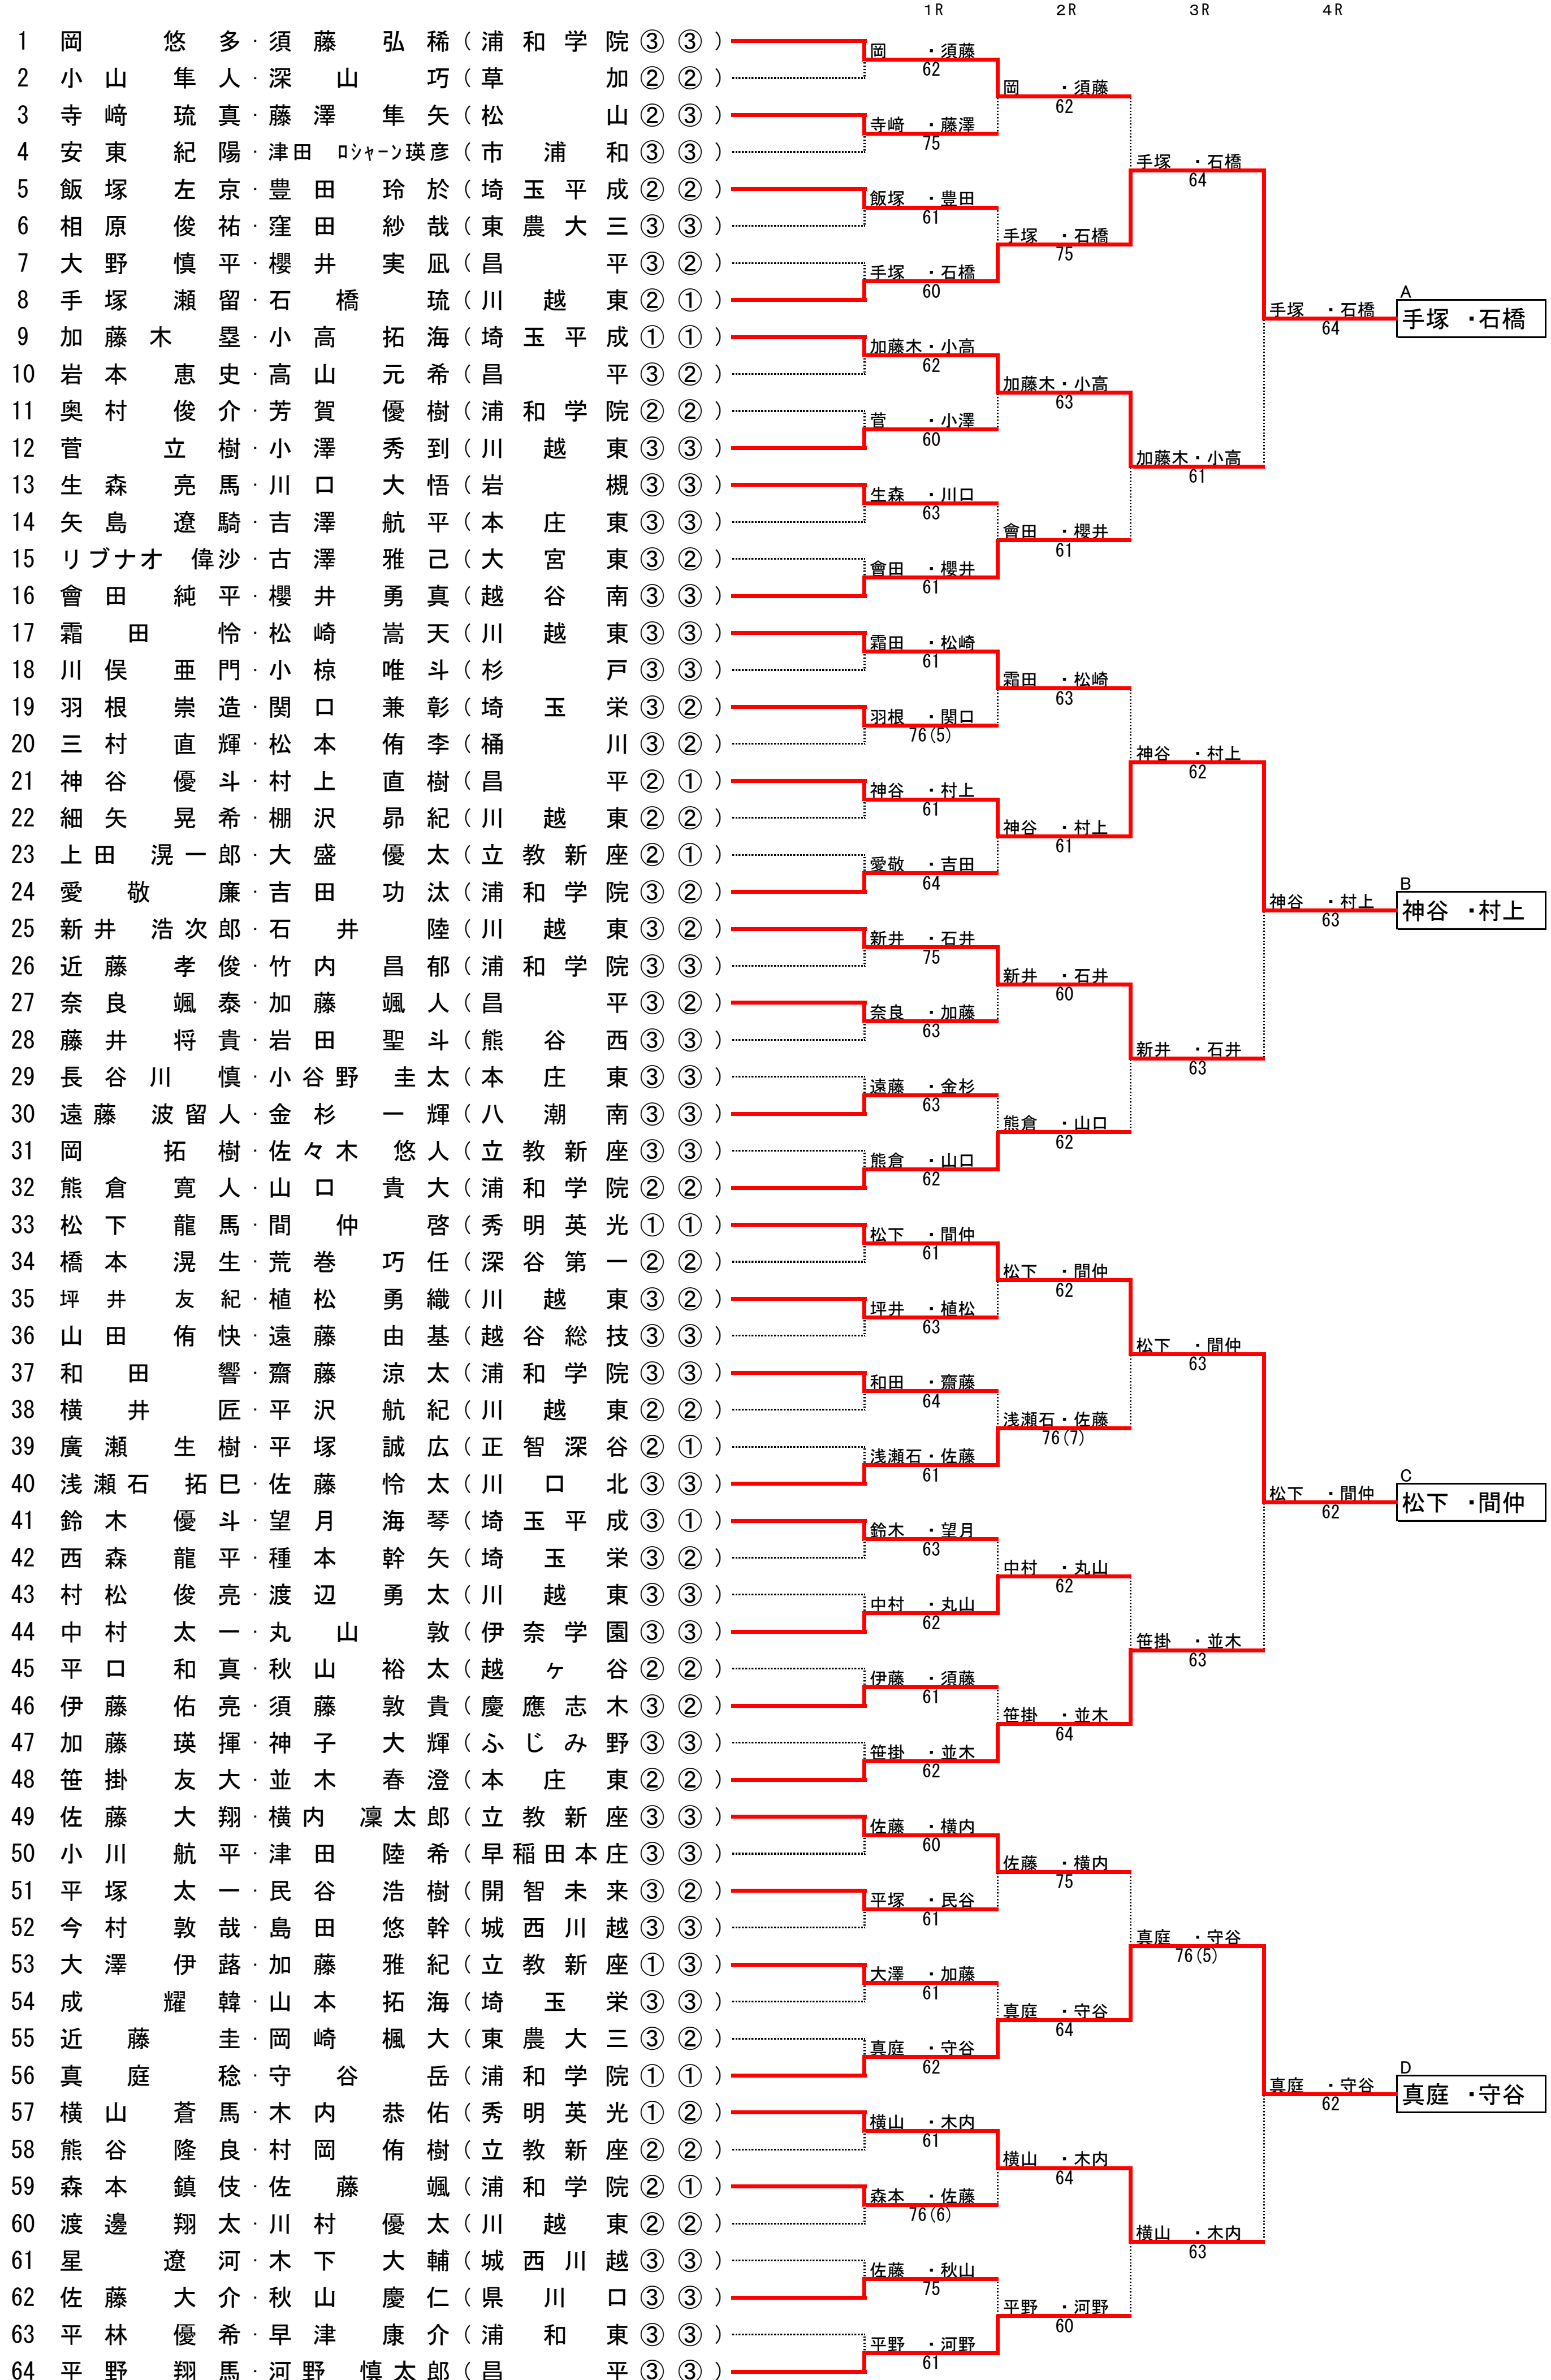 1R 2R 3R 4R
1 岡 悠多・須藤 弘稀(浦和学院③③)
2 小山 隼人・深山 巧(草加②②)
3 寺﨑 琉真・藤澤 隼矢(松山②③)
4 安東 紀陽・津田 ロシャーン瑛彦(市浦和③③)
5 飯塚 左京・豊田 玲於(埼玉平成②②)
6 相原 俊祐・窪田 紗哉(東農大三③③)
7 大野 慎平・櫻井 実凪(昌平③②)
8 手塚 瀬留・石橋 琉(川越東②①)
9 加藤木 塁・小高 拓海(埼玉平成①①)
10 岩本 恵史・高山 元希(昌平③②)
11 奥村 俊介・芳賀 優樹(浦和学院②②)
12 菅 立樹・小澤 秀到(川越東③③)
13 生森 亮馬・川口 大悟(岩槻③③)
14 矢島 遼騎・吉澤 航平(本庄東③③)
15 リブナオ 偉沙・古澤 雅己(大宮東③②)
16 會田 純平・櫻井 勇真(越谷南③③)
17 霜田 怜・松崎 嵩天(川越東③③)
18 川俣 亜門・小椋 唯斗(杉戸③③)
19 羽根 崇造・関口 兼彰(埼玉栄③②)
20 三村 直輝・松本 侑李(桶川③②)
21 神谷 優斗・村上 直樹(昌平②①)
22 細矢 晃希・棚沢 昴紀(川越東②②)
23 上田 滉一郎・大盛 優太(立教新座②①)
24 愛敬 廉・吉田 功汰(浦和学院③②)
25 新井 浩次郎・石井 陸(川越東③②)
26 近藤 孝俊・竹内 昌郁(浦和学院③③)
27 奈良 颯泰・加藤 颯人(昌平③②)
28 藤井 将貴・岩田 聖斗(熊谷西③③)
29 長谷川 慎・小谷野 圭太(本庄東③③)
30 遠藤 波留人・金杉 一輝(八潮南③③)
31 岡 拓樹・佐々木 悠人(立教新座③③)
32 熊倉 寛人・山口 貴大(浦和学院②②)
33 松下 龍馬・間仲 啓(秀明英光①①)
34 橋本 滉生・荒巻 巧任(深谷第一②②)
35 坪井 友紀・植松 勇織(川越東③②)
36 山田 侑快・遠藤 由基(越谷総技③③)
37 和田 響・齋藤 涼太(浦和学院③③)
38 横井 匠・平沢 航紀(川越東②②)
39 廣瀬 生樹・平塚 誠広(正智深谷②①)
40 浅瀬石 拓巳・佐藤 怜太(川口北③③)
41 鈴木 優斗・望月 海琴(埼玉平成③①)
42 西森 龍平・種本 幹矢(埼玉栄③②)
43 村松 俊亮・渡辺 勇太(川越東③③)
44 中村 太一・丸山 敦(伊奈学園③③)
45 平口 和真・秋山 裕太(越ヶ谷②②)
46 伊藤 佑亮・須藤 敦貴(慶應志木③②)
47 加藤 瑛揮・神子 大輝(ふじみ野③③)
48 笹掛 友大・並木 春澄(本庄東②②)
49 佐藤 大翔・横内 凜太郎(立教新座③③)
50 小川 航平・津田 陸希(早稲田本庄③③)
51 平塚 太一・民谷 浩樹(開智未来③②)
52 今村 敦哉・島田 悠幹(城西川越③③)
53 大澤 伊蕗・加藤 雅紀(立教新座①③)
54 成 耀韓・山本 拓海(埼玉栄③③)
55 近藤 圭・岡崎 楓大(東農大三③②)
56 真庭 稔・守谷 岳(浦和学院①①)
57 横山 蒼馬・木内 恭佑(秀明英光①②)
58 熊谷 隆良・村岡 侑樹(立教新座②②)
59 森本 鎮伎・佐藤 颯(浦和学院②①)
60 渡邊 翔太・川村 優太(川越東②②)
61 星 遼河・木下 大輔(城西川越③③)
62 佐藤 大介・秋山 慶仁(県川口③③)
63 平林 優希・早津 康介(浦和東③③)
64 平野 翔馬・河野 慎太郎(昌平③③)
岡 ・須藤
62
寺﨑 ・藤澤
75
飯塚 ・豊田
61
手塚 ・石橋
60
加藤木・小高
62
菅 ・小澤
60
生森 ・川口
63
會田 ・櫻井
61
霜田 ・松崎
61
羽根 ・関口
76(5)
神谷 ・村上
61
愛敬 ・吉田
64
新井 ・石井
75
奈良 ・加藤
63
遠藤 ・金杉
63
熊倉 ・山口
62
松下 ・間仲
61
坪井 ・植松
63
和田 ・齋藤
64
浅瀬石・佐藤
61
鈴木 ・望月
63
中村 ・丸山
62
伊藤 ・須藤
61
笹掛 ・並木
62
佐藤 ・横内
60
平塚 ・民谷
61
大澤 ・加藤
61
真庭 ・守谷
62
横山 ・木内
61
森本 ・佐藤
76(6)
佐藤 ・秋山
75
平野 ・河野
61
岡 ・須藤
62
手塚 ・石橋
75
加藤木・小高
63
會田 ・櫻井
61
霜田 ・松崎
63
神谷 ・村上
61
新井 ・石井
60
熊倉 ・山口
62
松下 ・間仲
62
浅瀬石・佐藤
76(7)
中村 ・丸山
62
笹掛 ・並木
64
佐藤 ・横内
75
真庭 ・守谷
64
横山 ・木内
64
平野 ・河野
60
手塚 ・石橋
64
加藤木・小高
61
神谷 ・村上
62
新井 ・石井
63
松下 ・間仲
63
笹掛 ・並木
63
真庭 ・守谷
76(5)
横山 ・木内
63
手塚 ・石橋
64
神谷 ・村上
63
松下 ・間仲
62
真庭 ・守谷
62
A
手塚 ・石橋
B
神谷 ・村上
C
松下 ・間仲
D
真庭 ・守谷